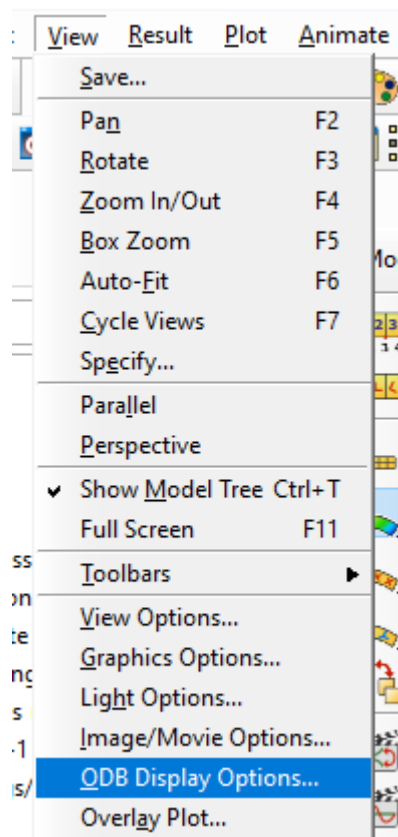 View Result Plot Animate
Save...
Pan F2
Rotate F3
Zoom In/Out F4
Box Zoom F5
Auto-Fit F6
Cycle Views F7
Specify...
Parallel
Perspective
Show Model Tree Ctrl+T
Full Screen F11
Toolbars
View Options...
Graphics Options...
Light Options...
Image/Movie Options...
ODB Display Options...
Overlay Plot...